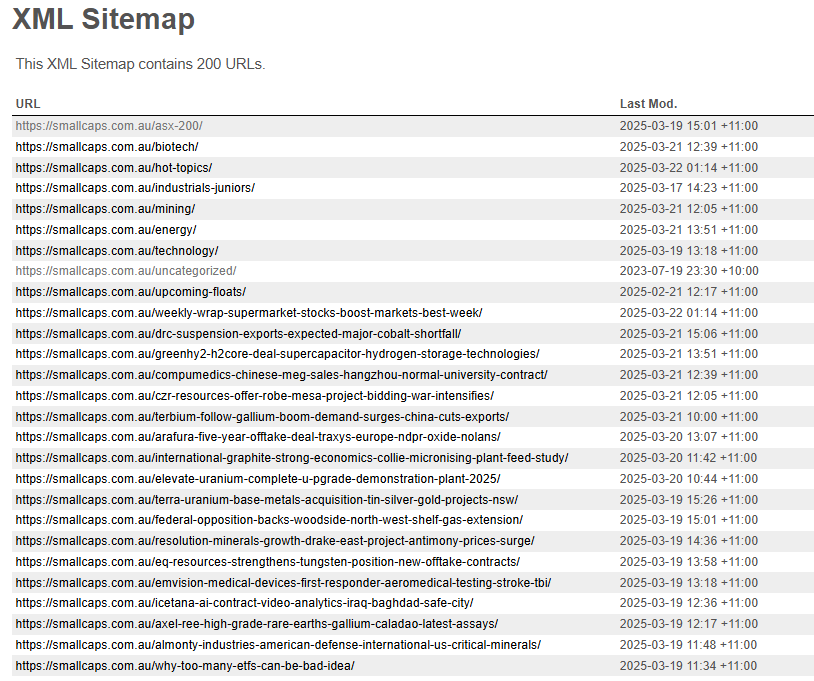 XML Sitemap
This XML Sitemap contains 200 URLs.
URL Last Mod.
https://smallcaps.com.au/asx-200/ 2025-03-19 15:01 +11:00
https://smallcaps.com.au/biotech/ 2025-03-21 12:39 +11:00
https://smallcaps.com.au/hot-topics/ 2025-03-22 01:14 +11:00
https://smallcaps.com.au/industrials-juniors/ 2025-03-17 14:23 +11:00
https://smallcaps.com.au/mining/ 2025-03-21 12:05 +11:00
https://smallcaps.com.au/energy/ 2025-03-21 13:51 +11:00
https://smallcaps.com.au/technology/ 2025-03-19 13:18 +11:00
https://smallcaps.com.au/uncategorized/ 2023-07-19 23:30 +10:00
https://smallcaps.com.au/upcoming-floats/ 2025-02-21 12:17 +11:00
https://smallcaps.com.au/weekly-wrap-supermarket-stocks-boost-markets-best-week/ 2025-03-22 01:14 +11:00
https://smallcaps.com.au/drc-suspension-exports-expected-major-cobalt-shortfall/ 2025-03-21 15:06 +11:00
https://smallcaps.com.au/greenhy2-h2core-deal-supercapacitor-hydrogen-storage-technologies/ 2025-03-21 13:51 +11:00
https://smallcaps.com.au/compumedics-chinese-meg-sales-hangzhou-normal-university-contract/ 2025-03-21 12:39 +11:00
https://smallcaps.com.au/czr-resources-offer-robe-mesa-project-bidding-war-intensifies/ 2025-03-21 12:05 +11:00
https://smallcaps.com.au/terbium-follow-gallium-boom-demand-surges-china-cuts-exports/ 2025-03-21 10:00 +11:00
https://smallcaps.com.au/arafura-five-year-offtake-deal-traxys-europe-ndpr-oxide-nolans/ 2025-03-20 13:07 +11:00
https://smallcaps.com.au/international-graphite-strong-economics-collie-micronising-plant-feed-study/ 2025-03-20 11:42 +11:00
https://smallcaps.com.au/elevate-uranium-complete-u-pgrade-demonstration-plant-2025/ 2025-03-20 10:44 +11:00
https://smallcaps.com.au/terra-uranium-base-metals-acquisition-tin-silver-gold-projects-nsw/ 2025-03-19 15:26 +11:00
https://smallcaps.com.au/federal-opposition-backs-woodside-north-west-shelf-gas-extension/ 2025-03-19 15:01 +11:00
https://smallcaps.com.au/resolution-minerals-growth-drake-east-project-antimony-prices-surge/ 2025-03-19 14:36 +11:00
https://smallcaps.com.au/eq-resources-strengthens-tungsten-position-new-offtake-contracts/ 2025-03-19 13:58 +11:00
https://smallcaps.com.au/emvision-medical-devices-first-responder-aeromedical-testing-stroke-tbi/ 2025-03-19 13:18 +11:00
https://smallcaps.com.au/icetana-ai-contract-video-analytics-iraq-baghdad-safe-city/ 2025-03-19 12:36 +11:00
https://smallcaps.com.au/axel-ree-high-grade-rare-earths-gallium-caladao-latest-assays/ 2025-03-19 12:17 +11:00
https://smallcaps.com.au/almonty-industries-american-defense-international-us-critical-minerals/ 2025-03-19 11:48 +11:00
https://smallcaps.com.au/why-too-many-etfs-can-be-bad-idea/ 2025-03-19 11:34 +11:00